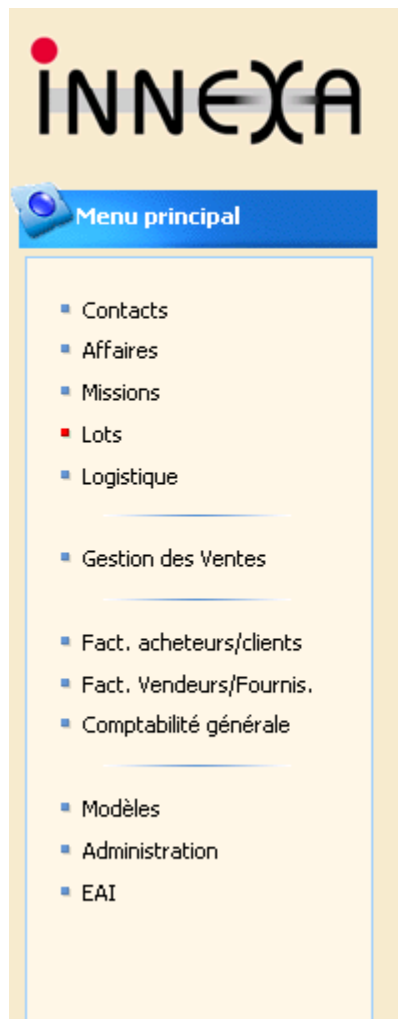 iNNEXA
Menu principal
Contacts
Affaires
Missions
Lots
Logistique
Gestion des Ventes
Fact. acheteurs/clients
Fact. Vendeurs/Fournis.
Comptabilité générale
Modèles
Administration
EAI